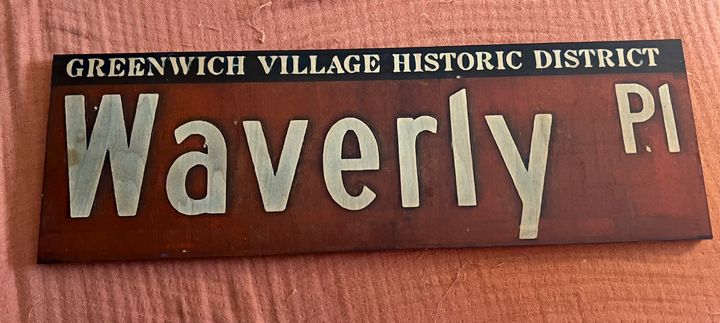 GREENWICH VILLAGE HISTORIC DISTRICT
Waverly Pl